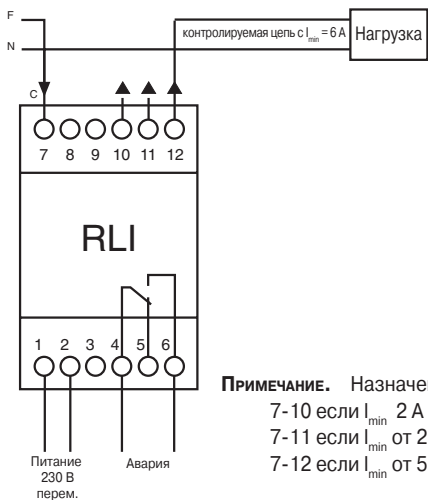 F
контролируемая цепь с Imin = 6 А
Нагрузка
N
C
7 8 9 10 11 12
RLI
1 2 3 4 5 6
Примечание.
7-10 если Imin 2 А
7-11 если Imin от 2
7-12 если Imin от 5
Питание
230 В
перем.
Авария